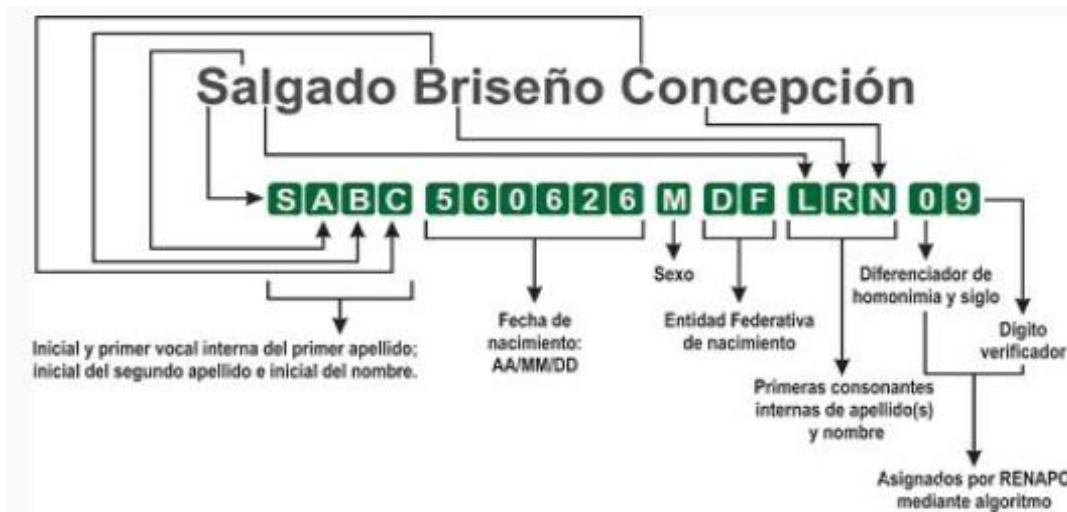 Salgado Briseño Concepción
SABC 560626 M DF LRN 09
Sexo
Diferenciador de
homonimia y siglo
Fecha de
nacimiento:
AA/MM/DD
Entidad Federativa
de nacimiento
Dígito
verificador
Inicial y primer vocal interna del primer apellido;
inicial del segundo apellido e inicial del nombre.
Primeras consonantes
internas de apellido(s)
y nombre
Asignados por RENAPO
mediante algoritmo